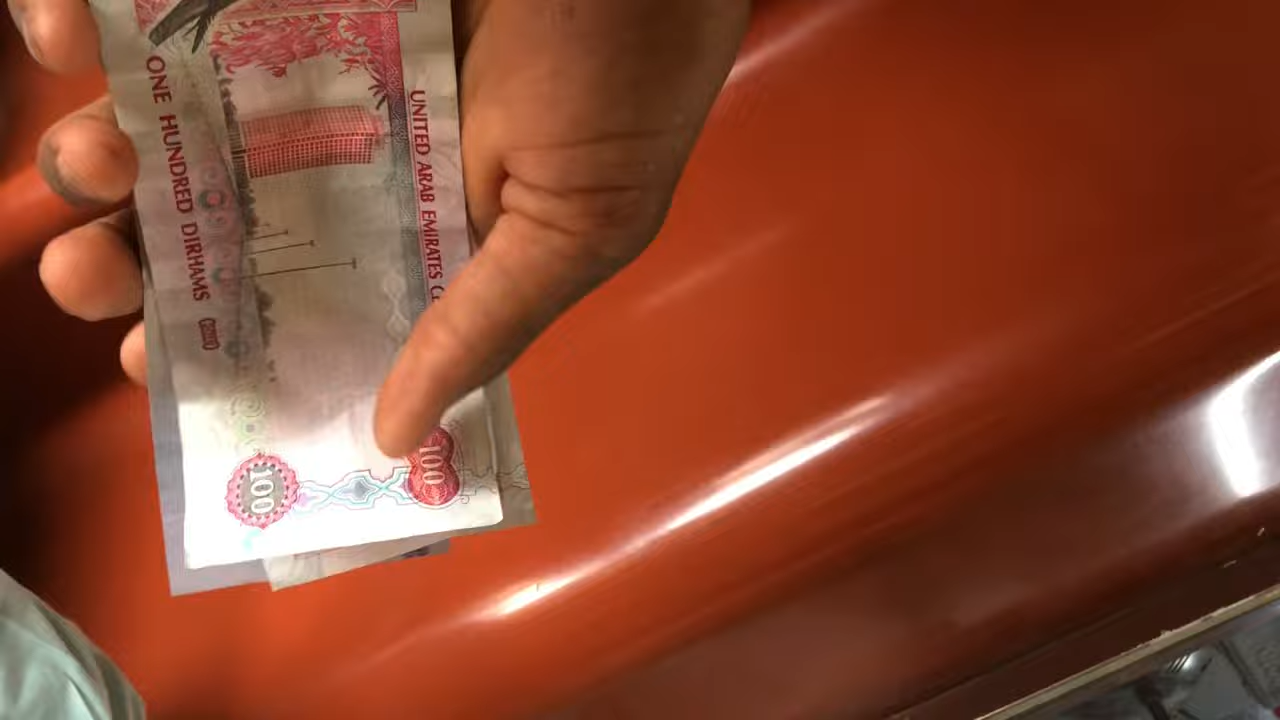 UNITED ARAB EMIRATES C
ONE HUNDRED DIRHAMS
100
100